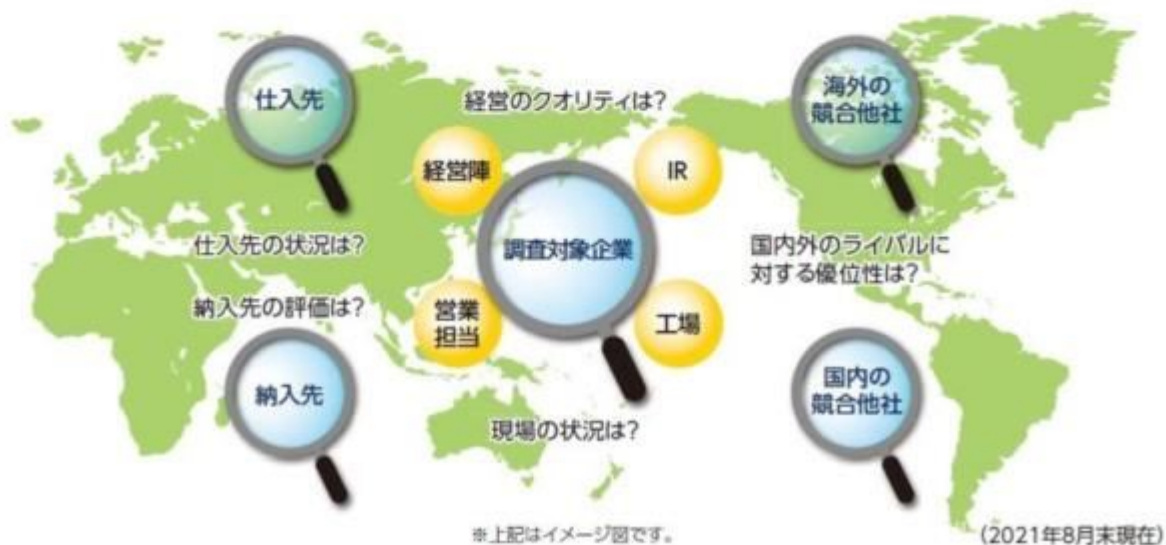 仕入先
経営のクオリティは?
海外の
競合他社
経営陣
IR
仕入先の状況は?
調査対象企業
国内外のライバルに
対する優位性は?
納入先の評価は?
営業
担当
工場
納入先
国内の
競合他社
現場の状況は?
※上記はイメージ図です。
(2021年8月末現在)